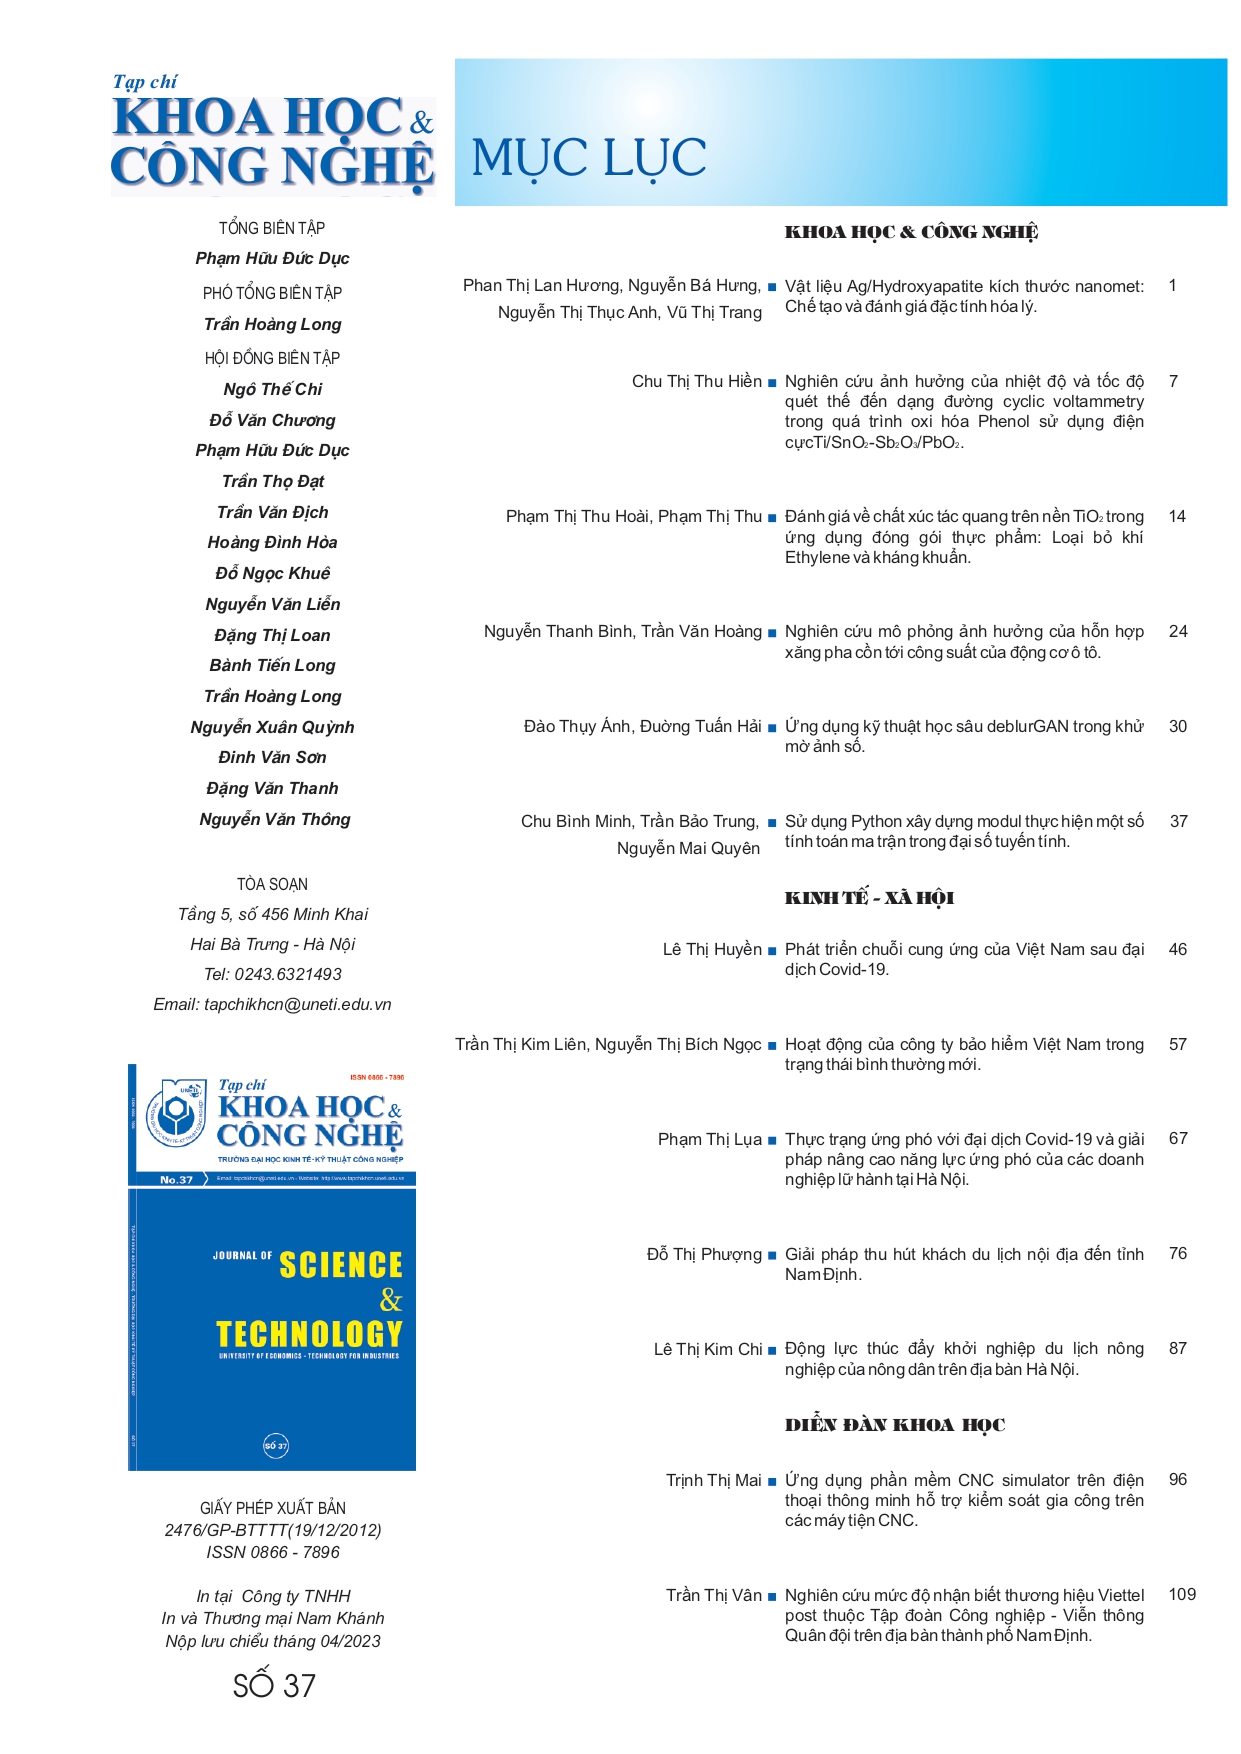 Tạp chí
KHOA HỌC &
CÔNG NGHỆ
TỔNG BIÊN TẬP
Phạm Hữu Đức Dục
PHÓ TỔNG BIÊN TẬP
Trần Hoàng Long
HỘI ĐỒNG BIÊN TẬP
Ngô Thế Chi
Đỗ Văn Chương
Phạm Hữu Đức Dục
Trần Thọ Đạt
Trần Văn Địch
Hoàng Đình Hòa
Đỗ Ngọc Khuê
Nguyễn Văn Liễn
Đặng Thị Loan
Bành Tiến Long
Trần Hoàng Long
Nguyễn Xuân Quỳnh
Đinh Văn Sơn
Đặng Văn Thanh
Nguyễn Văn Thông
TÒA SOẠN
Tầng 5, số 456 Minh Khai
Hai Bà Trưng - Hà Nội
Tel: 0243.6321493
Email: tapchikhcn@uneti.edu.vn
ISSN 0866 - 7896
Tạp chí
KHOA HỌC &
CÔNG NGHỆ
TRƯỜNG ĐẠI HỌC KINH TẾ - KỸ THUẬT CÔNG NGHIỆP
No.37
Email: tapchikhcn@uneti.edu.vn - Website: http://www.tapchikhcn.uneti.edu.vn
JOURNAL OF SCIENCE
&
TECHNOLOGY
UNIVERSITY OF ECONOMICS - TECHNOLOGY FOR INDUSTRIES
SỐ 37
GIẤY PHÉP XUẤT BẢN
2476/GP-BTTTT(19/12/2012)
ISSN 0866 - 7896
In tại Công ty TNHH
In và Thương mại Nam Khánh
Nộp lưu chiểu tháng 04/2023
SỐ 37
MỤC LỤC
KHOA HỌC & CÔNG NGHỆ
Phan Thị Lan Hương, Nguyễn Bá Hưng, ■ Vật liệu Ag/Hydroxyapatite kích thước nanomet: 1
Nguyễn Thị Thục Anh, Vũ Thị Trang Chế tạo và đánh giá đặc tính hóa lý.
Chu Thị Thu Hiền ■ Nghiên cứu ảnh hưởng của nhiệt độ và tốc độ 7
quét thế đến dạng đường cyclic voltammetry
trong quá trình oxi hóa Phenol sử dụng điện
cựcTi/SnO₂-Sb₂O₃/PbO₂.
Phạm Thị Thu Hoài, Phạm Thị Thu ■ Đánh giá về chất xúc tác quang trên nền TiO₂ trong 14
ứng dụng đóng gói thực phẩm: Loại bỏ khí
Ethylene và kháng khuẩn.
Nguyễn Thanh Bình, Trần Văn Hoàng ■ Nghiên cứu mô phỏng ảnh hưởng của hỗn hợp 24
xăng pha cồn tới công suất của động cơ ô tô.
Đào Thụy Ánh, Đường Tuấn Hải ■ Ứng dụng kỹ thuật học sâu deblurGAN trong khử 30
mờ ảnh số.
Chu Bình Minh, Trần Bảo Trung, ■ Sử dụng Python xây dựng modul thực hiện một số 37
Nguyễn Mai Quyên tính toán ma trận trong đại số tuyến tính.
KINH TẾ - XÃ HỘI
Lê Thị Huyền ■ Phát triển chuỗi cung ứng của Việt Nam sau đại 46
dịch Covid-19.
Trần Thị Kim Liên, Nguyễn Thị Bích Ngọc ■ Hoạt động của công ty bảo hiểm Việt Nam trong 57
trạng thái bình thường mới.
Phạm Thị Lụa ■ Thực trạng ứng phó với đại dịch Covid-19 và giải 67
pháp nâng cao năng lực ứng phó của các doanh
nghiệp lữ hành tại Hà Nội.
Đỗ Thị Phượng ■ Giải pháp thu hút khách du lịch nội địa đến tỉnh 76
Nam Định.
Lê Thị Kim Chi ■ Động lực thúc đẩy khởi nghiệp du lịch nông 87
nghiệp của nông dân trên địa bàn Hà Nội.
DIỄN ĐÀN KHOA HỌC
Trịnh Thị Mai ■ Ứng dụng phần mềm CNC simulator trên điện 96
thoại thông minh hỗ trợ kiểm soát gia công trên
các máy tiện CNC.
Trần Thị Vân ■ Nghiên cứu mức độ nhận biết thương hiệu Viettel 109
post thuộc Tập đoàn Công nghiệp - Viễn thông
Quân đội trên địa bàn thành phố Nam Định.